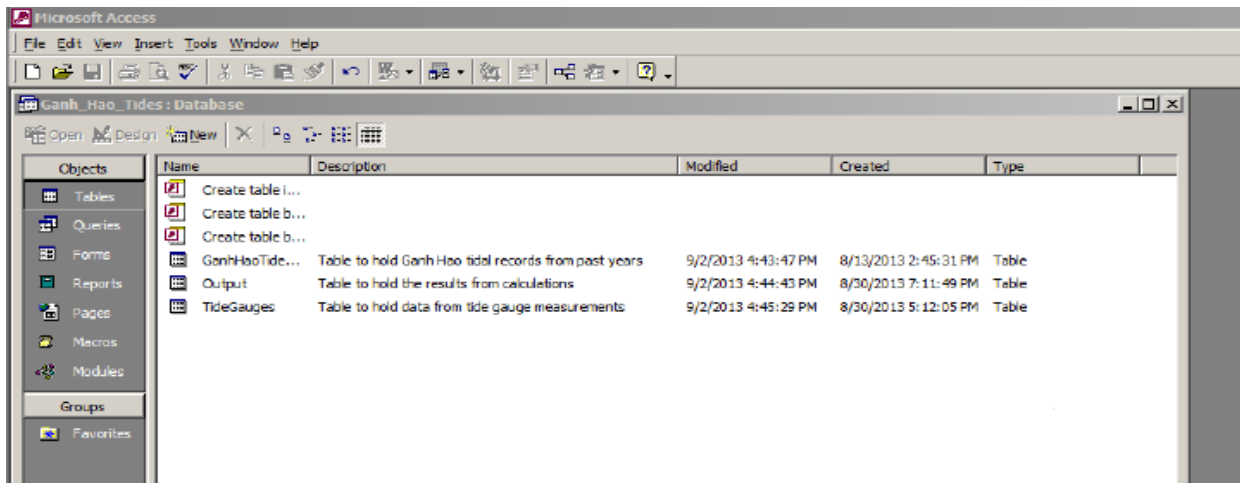 Microsoft Access
File Edit View Insert Tools Window Help
Ganh_Hao_Tides : Database
Open Design New
Objects
Tables
Queries
Forms
Reports
Pages
Macros
Modules
Groups
Favorites
Name Description Modified Created Type
Create table i...
Create table b...
Create table b...
GanhHaoTide... Table to hold Ganh Hao tidal records from past years 9/2/2013 4:43:47 PM 8/13/2013 2:45:31 PM Table
Output Table to hold the results from calculations 9/2/2013 4:44:43 PM 8/30/2013 7:11:49 PM Table
TideGauges Table to hold data from tide gauge measurements 9/2/2013 4:45:29 PM 8/30/2013 5:12:05 PM Table